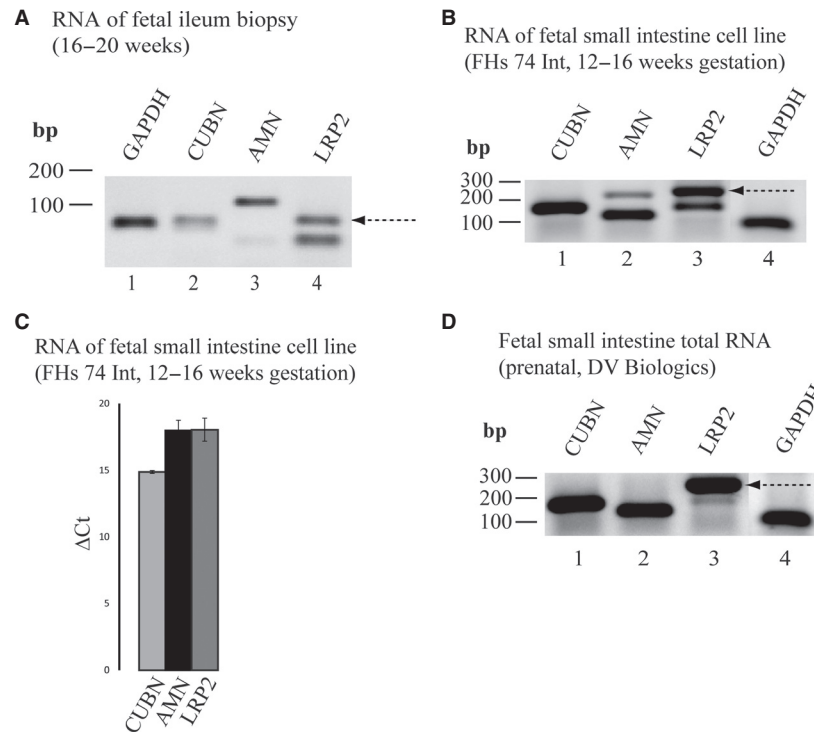 A
RNA of fetal ileum biopsy
(16–20 weeks)
bp
GAPDH
CUBN
AMN
LRP2
200
100
1 2 3 4
B
RNA of fetal small intestine cell line
(FHs 74 Int, 12–16 weeks gestation)
bp
CUBN
AMN
LRP2
GAPDH
300
200
100
1 2 3 4
C
RNA of fetal small intestine cell line
(FHs 74 Int, 12–16 weeks gestation)
20
15
10
5
0
ΔCt
CUBN
AMN
LRP2
D
Fetal small intestine total RNA
(prenatal, DV Biologics)
bp
CUBN
AMN
LRP2
GAPDH
300
200
100
1 2 3 4